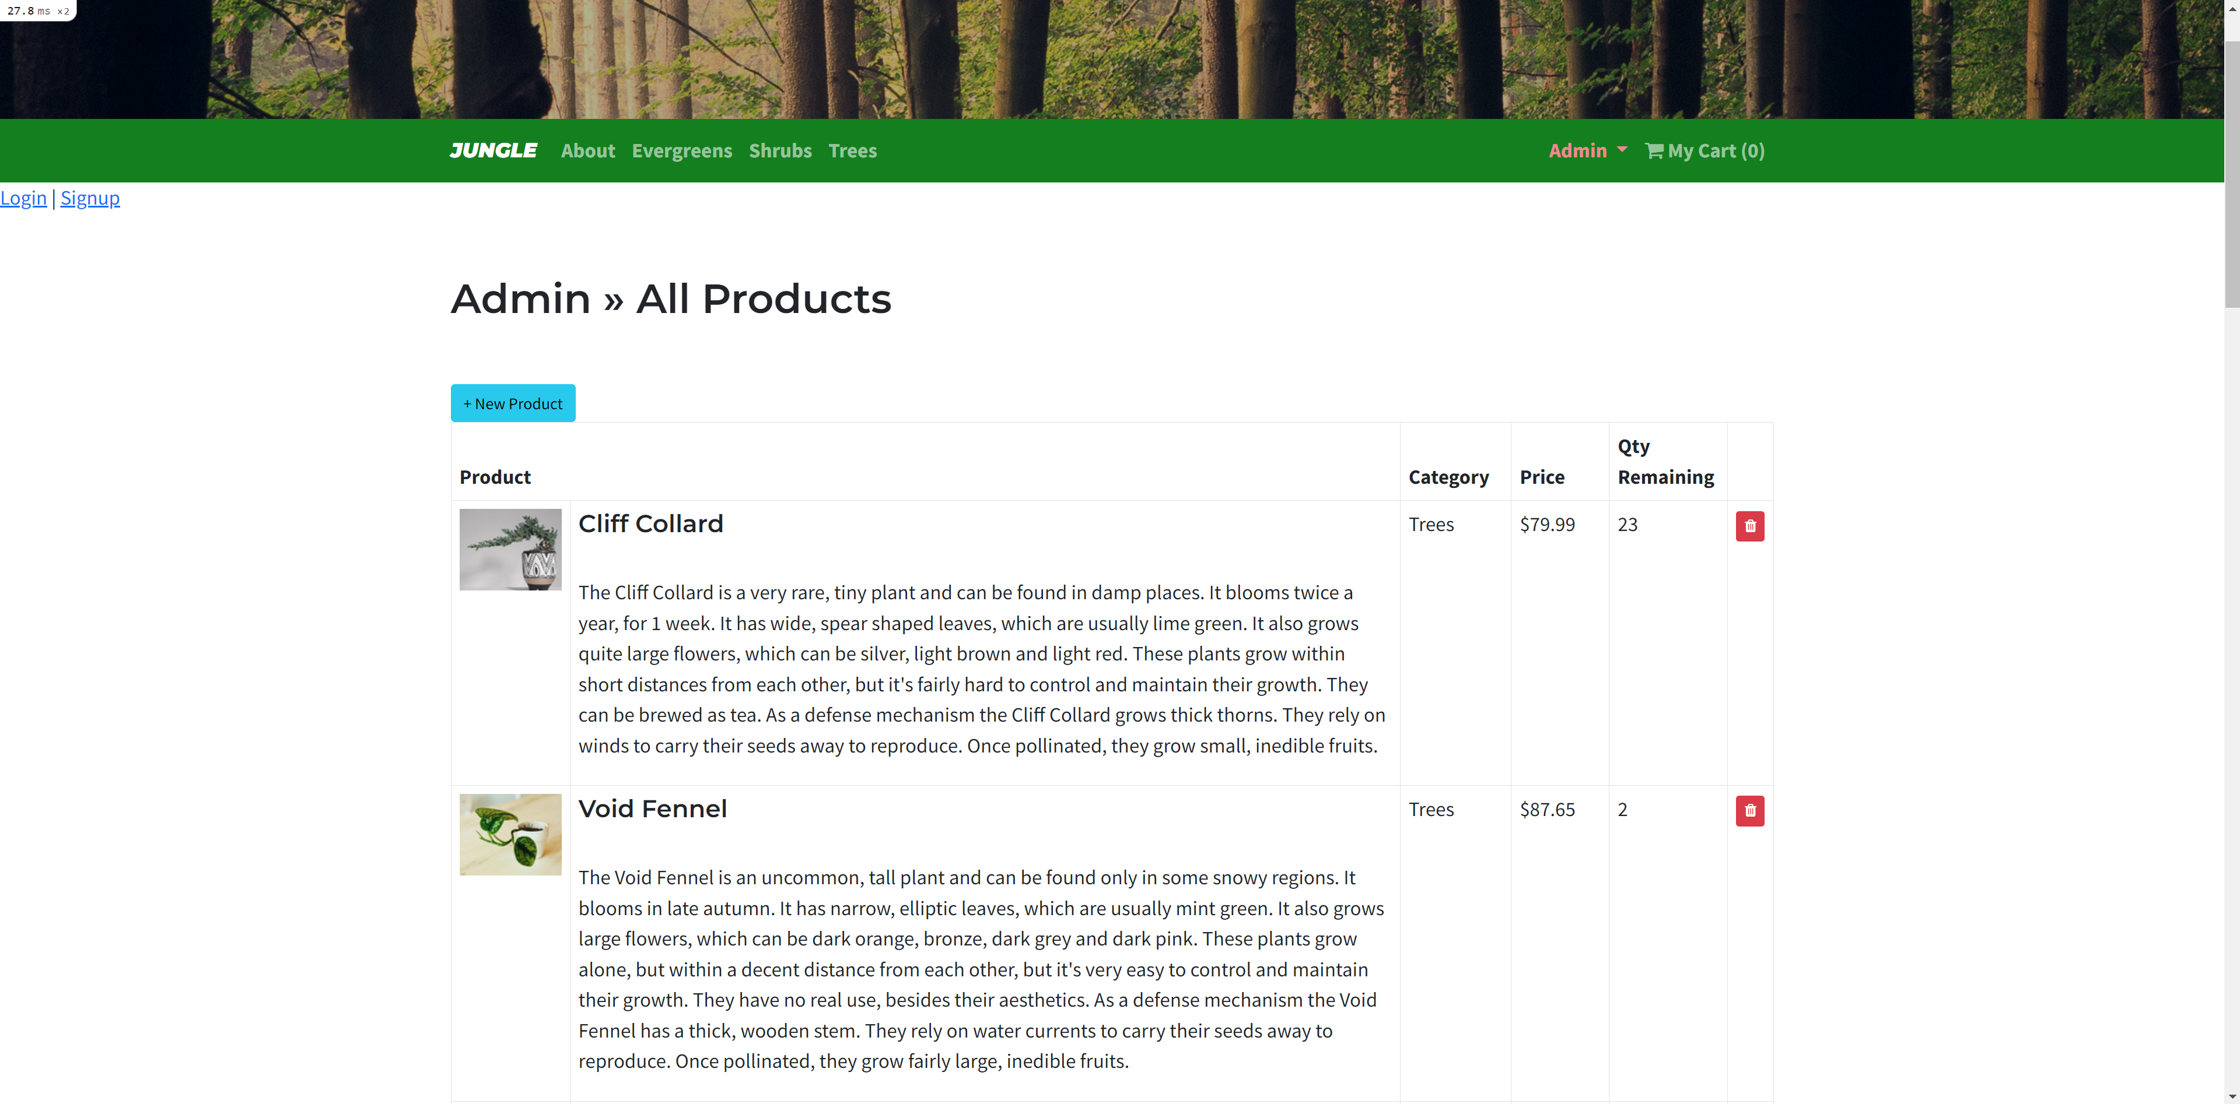 27.8 ms ×2
JUNGLE About Evergreens Shrubs Trees Admin My Cart (0)
Login | Signup
Admin » All Products
+ New Product
Product Category Price Qty Remaining
Cliff Collard Trees $79.99 23
The Cliff Collard is a very rare, tiny plant and can be found in damp places. It blooms twice a
year, for 1 week. It has wide, spear shaped leaves, which are usually lime green. It also grows
quite large flowers, which can be silver, light brown and light red. These plants grow within
short distances from each other, but it's fairly hard to control and maintain their growth. They
can be brewed as tea. As a defense mechanism the Cliff Collard grows thick thorns. They rely on
winds to carry their seeds away to reproduce. Once pollinated, they grow small, inedible fruits.
Void Fennel Trees $87.65 2
The Void Fennel is an uncommon, tall plant and can be found only in some snowy regions. It
blooms in late autumn. It has narrow, elliptic leaves, which are usually mint green. It also grows
large flowers, which can be dark orange, bronze, dark grey and dark pink. These plants grow
alone, but within a decent distance from each other, but it's very easy to control and maintain
their growth. They have no real use, besides their aesthetics. As a defense mechanism the Void
Fennel has a thick, wooden stem. They rely on water currents to carry their seeds away to
reproduce. Once pollinated, they grow fairly large, inedible fruits.